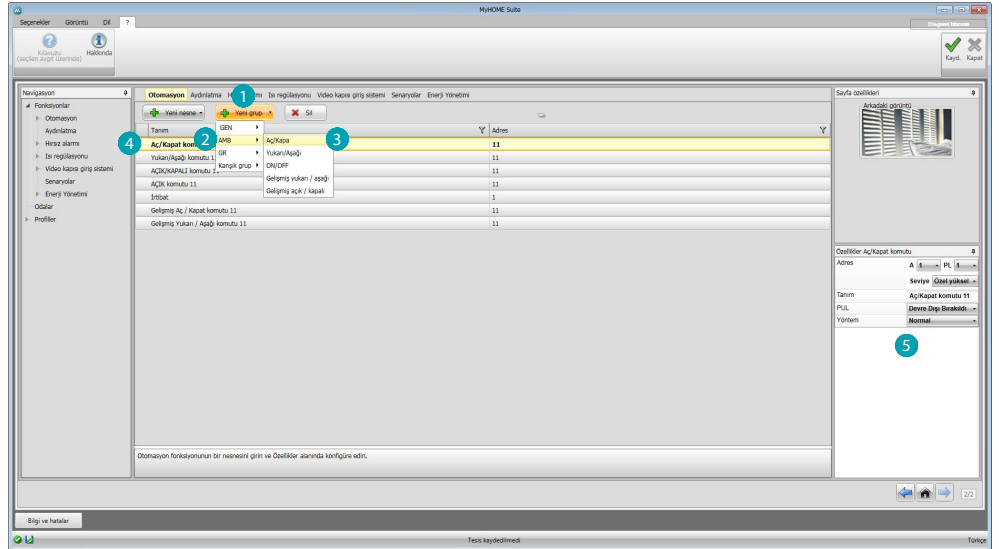 MyHOME Suite
Seçenekler Görüntü Dil ?
Kılavuzu
(seçilen aygıt üzerinde)
Hakkında
Kayd. Kapat
Navigasyon
Fonksiyonlar
Otomasyon
Aydınlatma
Hırsız alarmı
Isı regülasyonu
Video kapısı giriş sistemi
Senaryolar
Enerji Yönetimi
Odalar
Profiller
Otomasyon Aydınlatma Isı regülasyonu Video kapısı giriş sistemi Senaryolar Enerji Yönetimi
1
Yeni nesne Yeni grup Sil
Tanım Adres
GEN
AMB
GR
Karışık grup
2
Aç/Kapa
Yukarı/Aşağı
ON/OFF
Gelişmiş yukarı / aşağı
Gelişmiş açık / kapalı
3
4
Aç/Kapat 11
Yukarı/Aşağı komutu 11
AÇIK/KAPALI komutu 11 11
AÇIK komutu 11 11
İrtibat 1
Gelişmiş Aç / Kapat komutu 11 11
Gelişmiş Yukarı / Aşağı komutu 11 11
Otomasyon fonksiyonunun bir nesnesini girin ve Özellikler alanında konfigüre edin.
Sayfa özellikleri
Arkadaki görüntü
Özellikler Aç/Kapat komutu
Adres A 1 PL 1
Seviye Özel yüksel
Tanım Aç/Kapat komutu 11
PUL Devre Dışı Bırakıldı
Yöntem Normal
5
2/2
Bilgi ve hatalar
Tesis kaydedilmedi Türkçe